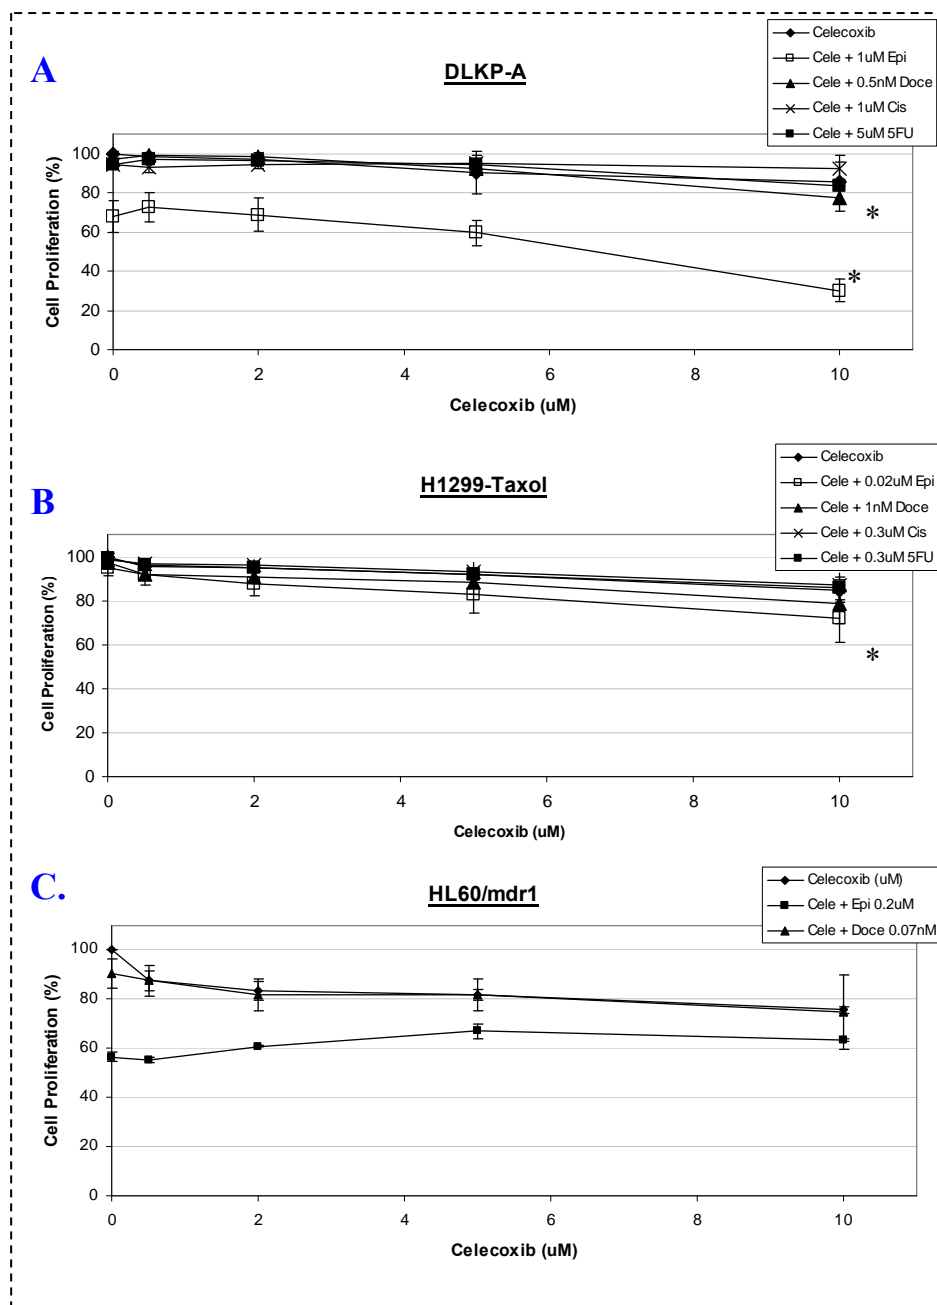 A
DLKP-A
Celecoxib
Cele + 1uM Epi
Cele + 0.5nM Doce
Cele + 1uM Cis
Cele + 5uM 5FU
Cell Proliferation (%)
100
80
60
40
20
0
*
*
0 2 4 6 8 10
Celecoxib (uM)
B
H1299-Taxol
Celecoxib
Cele + 0.02uM Epi
Cele + 1nM Doce
Cele + 0.3uM Cis
Cele + 0.3uM 5FU
Cell Proliferation (%)
100
80
60
40
20
0
*
0 2 4 6 8 10
Celecoxib (uM)
C.
HL60/mdr1
Celecoxib (uM)
Cele + Epi 0.2uM
Cele + Doce 0.07nM
Cell Proliferation (%)
100
80
60
40
20
0
0 2 4 6 8 10
Celecoxib (uM)